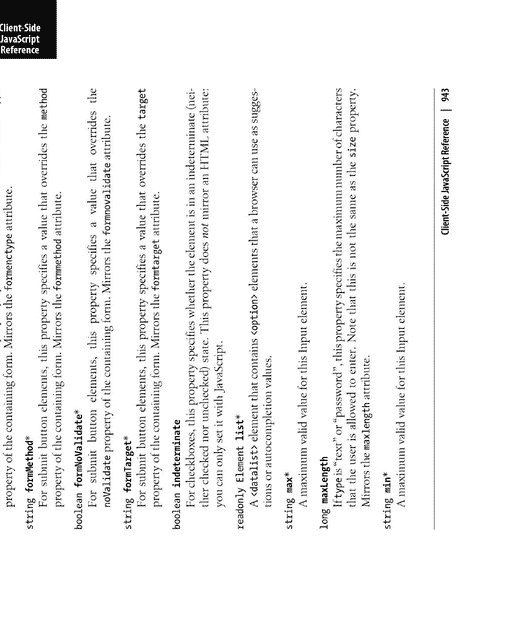 Client-Side
JavaScript
Reference
property of the containing form. Mirrors the formenctype attribute.
string formMethod*
For submit button elements, this property specifies a value that overrides the method
property of the containing form. Mirrors the formmethod attribute.
boolean formNoValidate*
For submit button elements, this property specifies a value that overrides the
noValidate property of the containing form. Mirrors the formnovalidate attribute.
string formTarget*
For submit button elements, this property specifies a value that overrides the target
property of the containing form. Mirrors the formtarget attribute.
boolean indeterminate
For checkboxes, this property specifies whether the element is in an indeterminate (nei-
ther checked nor unchecked) state. This property does not mirror an HTML attribute:
you can only set it with JavaScript.
readonly Element list*
A <datalist> element that contains <option> elements that a browser can use as sugges-
tions or autocompletion values.
string max*
A maximum valid value for this Input element.
long maxLength
If type is "text" or "password", this property specifies the maximum number of characters
that the user is allowed to enter. Note that this is not the same as the size property.
Mirrors the maxlength attribute.
string min*
A maximum valid value for this Input element.
Client-Side JavaScript Reference | 943